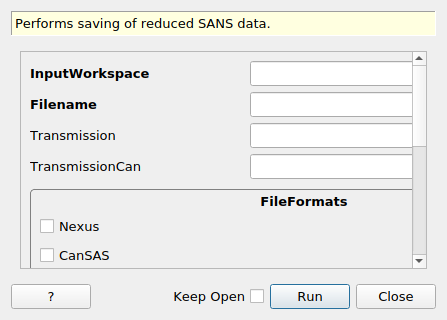 Performs saving of reduced SANS data.
InputWorkspace
Filename
Transmission
TransmissionCan
FileFormats
Nexus
CanSAS
? Keep Open Run Close